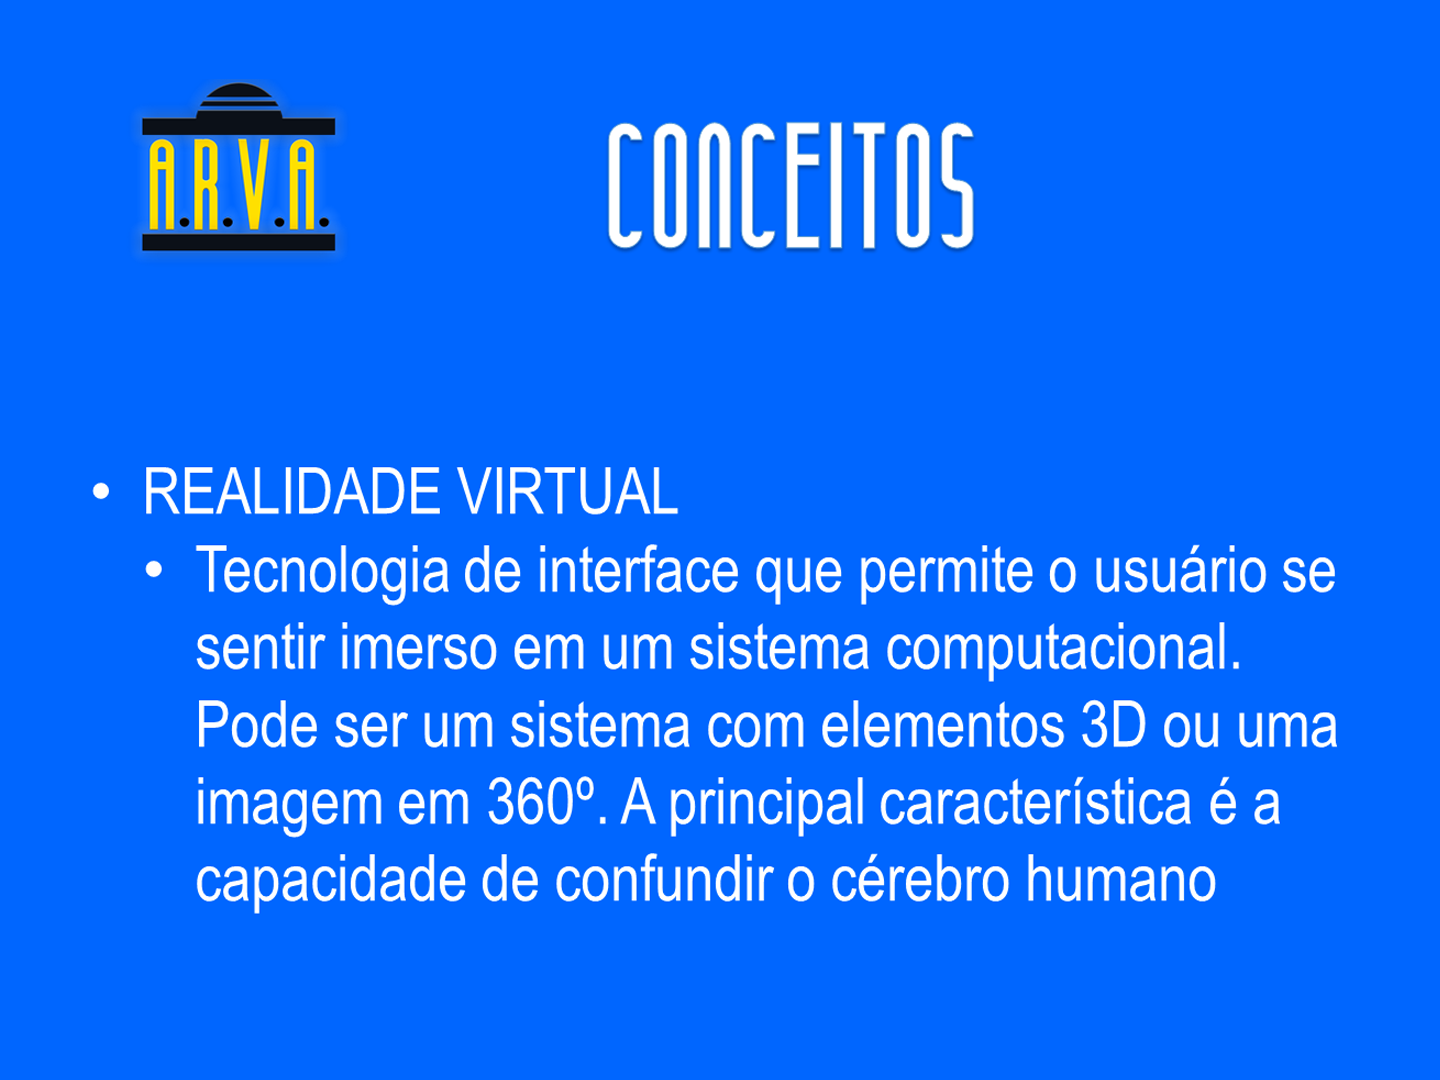 A.R.V.A.
CONCEITOS
• REALIDADE VIRTUAL
• Tecnologia de interface que permite o usuário se
sentir imerso em um sistema computacional.
Pode ser um sistema com elementos 3D ou uma
imagem em 360º. A principal característica é a
capacidade de confundir o cérebro humano